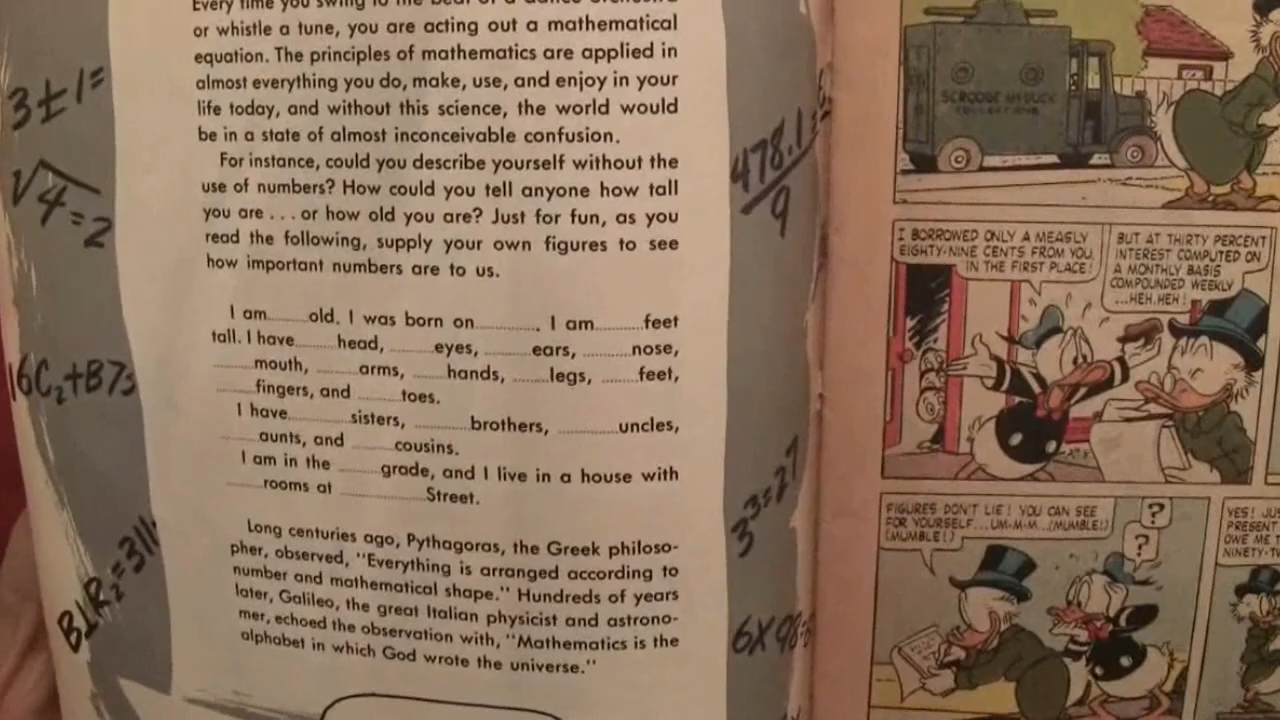 Every time you swing to the beat of a dance orchestra
or whistle a tune, you are acting out a mathematical
equation. The principles of mathematics are applied in
almost everything you do, make, use, and enjoy in your
life today, and without this science, the world would
be in a state of almost inconceivable confusion.
For instance, could you describe yourself without the
use of numbers? How could you tell anyone how tall
you are . . . or how old you are? Just for fun, as you
read the following, supply your own figures to see
how important numbers are to us.
I am........old. I was born on............... I am...........feet
tall. I have..........head, ..........eyes, ..........ears, ...........nose,
.........mouth, .........arms, .......hands, ........legs, ........feet,
.........fingers, and ..........toes.
I have..............sisters, .............brothers, ..............uncles,
.........aunts, and ..........cousins.
I am in the .........grade, and I live in a house with
.........rooms at ....................Street.
Long centuries ago, Pythagoras, the Greek philoso-
pher, observed, "Everything is arranged according to
number and mathematical shape." Hundreds of years
later, Galileo, the great Italian physicist and astrono-
mer, echoed the observation with, "Mathematics is the
alphabet in which God wrote the universe."
3±1=
√4=2
16C2+B7
B1R2=311
478.1
9
3³=27
6X98=
SCROOGE McDUCK
COLLECTIONS
I BORROWED ONLY A MEASLY
EIGHTY-NINE CENTS FROM YOU
IN THE FIRST PLACE!
BUT AT THIRTY PERCENT
INTEREST COMPUTED ON
A MONTHLY BASIS
COMPOUNDED WEEKLY
...HEH, HEH!
FIGURES DON'T LIE! YOU CAN SEE
FOR YOURSELF...UM-M-M...(MUMBLE!)
(MUMBLE!)
?
?
YES! JUS
PRESENT
OWE ME T
NINETY-TW